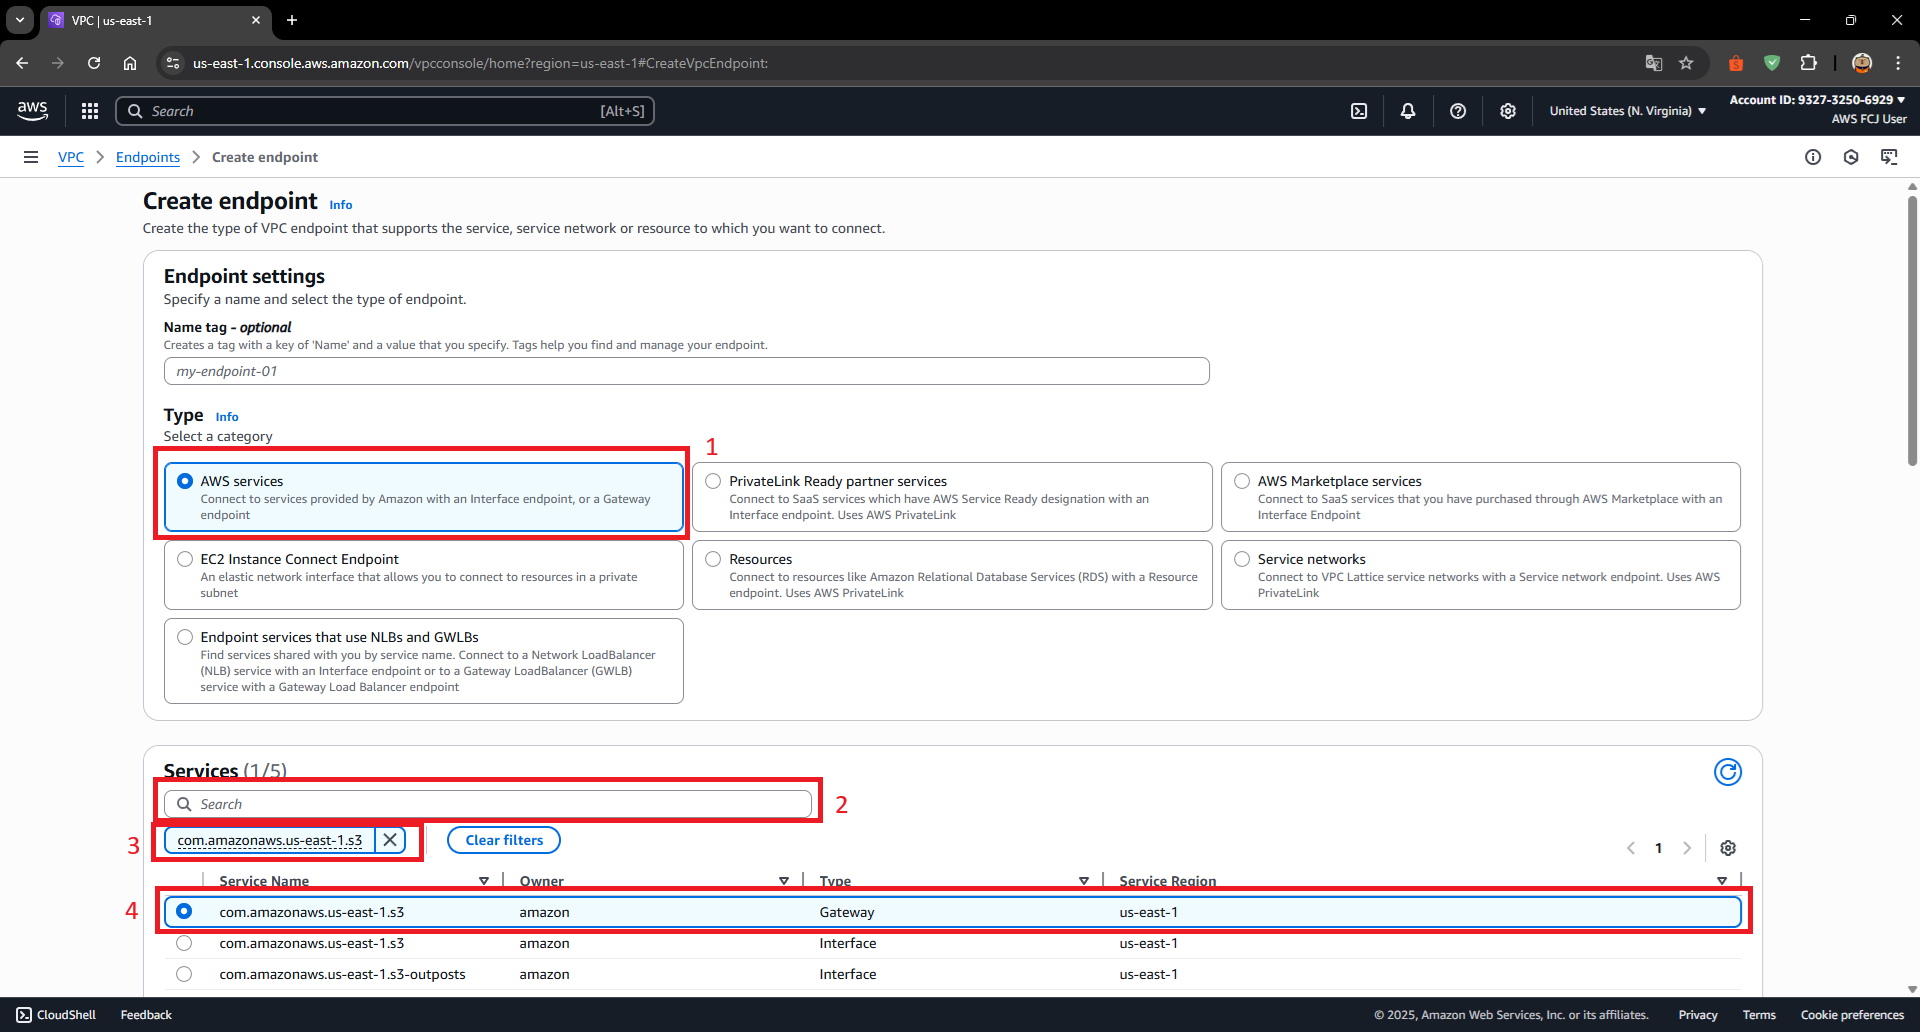 VPC | us-east-1
us-east-1.console.aws.amazon.com/vpcconsole/home?region=us-east-1#CreateVpcEndpoint:
aws
Search
[Alt+S]
United States (N. Virginia)
Account ID: 9327-3250-6929
AWS FCJ User
VPC
Endpoints
Create endpoint
Create endpoint
Info
Create the type of VPC endpoint that supports the service, service network or resource to which you want to connect.
Endpoint settings
Specify a name and select the type of endpoint.
Name tag - optional
Creates a tag with a key of 'Name' and a value that you specify. Tags help you find and manage your endpoint.
my-endpoint-01
Type
Info
Select a category
1
AWS services
Connect to services provided by Amazon with an Interface endpoint, or a Gateway
endpoint
PrivateLink Ready partner services
Connect to SaaS services which have AWS Service Ready designation with an
Interface endpoint. Uses AWS PrivateLink
AWS Marketplace services
Connect to SaaS services that you have purchased through AWS Marketplace with an
Interface Endpoint
EC2 Instance Connect Endpoint
An elastic network interface that allows you to connect to resources in a private
subnet
Resources
Connect to resources like Amazon Relational Database Services (RDS) with a Resource
endpoint. Uses AWS PrivateLink
Service networks
Connect to VPC Lattice service networks with a Service network endpoint. Uses AWS
PrivateLink
Endpoint services that use NLBs and GWLBs
Find services shared with you by service name. Connect to a Network LoadBalancer
(NLB) service with an Interface endpoint or to a Gateway LoadBalancer (GWLB)
service with a Gateway Load Balancer endpoint
Services (1/5)
Search
2
3
com.amazonaws.us-east-1.s3
Clear filters
1
Service Name
Owner
Type
Service Region
4
com.amazonaws.us-east-1.s3
amazon
Gateway
us-east-1
com.amazonaws.us-east-1.s3
amazon
Interface
us-east-1
com.amazonaws.us-east-1.s3-outposts
amazon
Interface
us-east-1
CloudShell
Feedback
© 2025, Amazon Web Services, Inc. or its affiliates.
Privacy
Terms
Cookie preferences